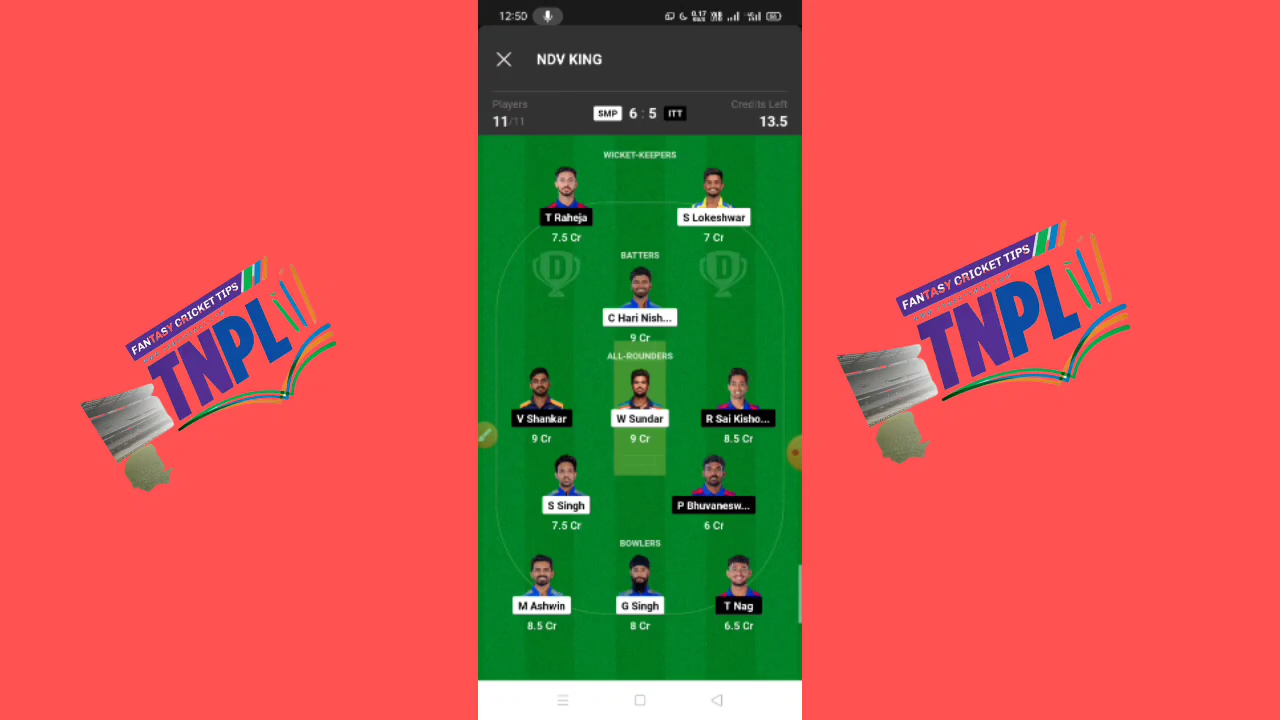 12:50
NDV KING
Players
Credits Left
11/11
SMP 6 : 5 ITT
13.5
WICKET-KEEPERS
T Raheja
S Lokeshwar
7.5 Cr
7 Cr
BATTERS
C Hari Nish...
9 Cr
ALL-ROUNDERS
V Shankar
W Sundar
R Sai Kisho...
9 Cr
9 Cr
8.5 Cr
S Singh
P Bhuvanesw...
7.5 Cr
6 Cr
BOWLERS
M Ashwin
G Singh
T Nag
8.5 Cr
8 Cr
6.5 Cr
FANTASY CRICKET TIPS
TNPL
FANTASY CRICKET TIPS
TNPL